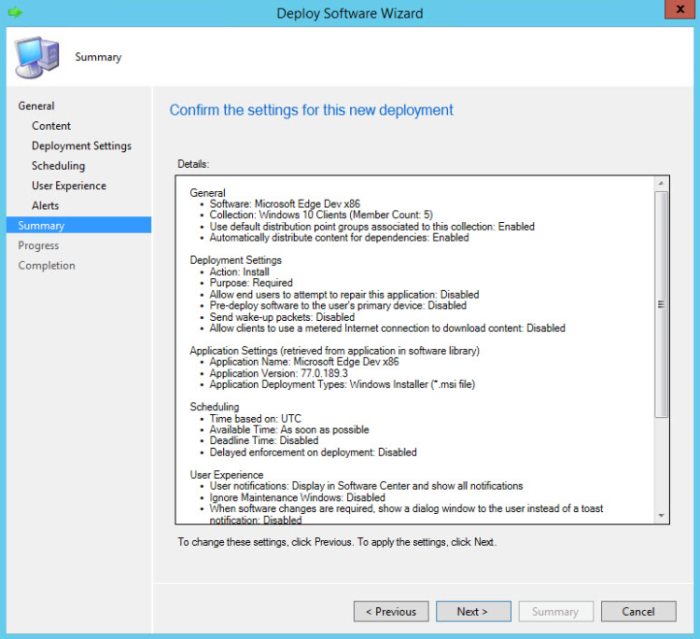 Deploy Software Wizard
x
Summary
General
Content
Deployment Settings
Scheduling
User Experience
Alerts
Summary
Progress
Completion
Confirm the settings for this new deployment
Details:
General
• Software: Microsoft Edge Dev x86
• Collection: Windows 10 Clients (Member Count: 5)
• Use default distribution point groups associated to this collection: Enabled
• Automatically distribute content for dependencies: Enabled
Deployment Settings
• Action: Install
• Purpose: Required
• Allow end users to attempt to repair this application: Disabled
• Pre-deploy software to the user's primary device: Disabled
• Send wake-up packets: Disabled
• Allow clients to use a metered Internet connection to download content: Disabled
Application Settings (retrieved from application in software library)
• Application Name: Microsoft Edge Dev x86
• Application Version: 77.0.189.3
• Application Deployment Types: Windows Installer (*.msi file)
Scheduling
• Time based on: UTC
• Available Time: As soon as possible
• Deadline Time: Disabled
• Delayed enforcement on deployment: Disabled
User Experience
• User notifications: Display in Software Center and show all notifications
• Ignore Maintenance Windows: Disabled
• When software changes are required, show a dialog window to the user instead of a toast
notification: Disabled
To change these settings, click Previous. To apply the settings, click Next.
< Previous
Next >
Summary
Cancel